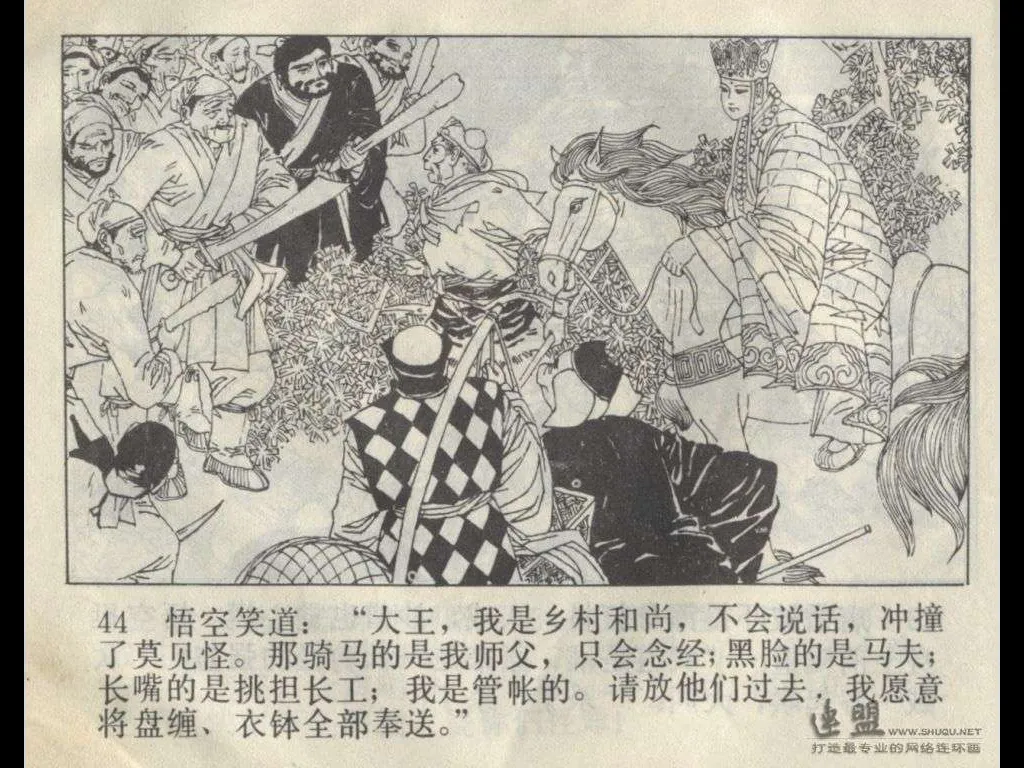 44 悟空笑道：“大王，我是乡村和尚，不会说话，冲撞
了莫见怪。那骑马的是我师父，只会念经；黑脸的是马夫；
长嘴的是挑担长工；我是管帐的。请放他们过去，我愿意
将盘缠、衣钵全部奉送。”
连盟 WWW.SHUQU.NET
打造最专业的网络连环画